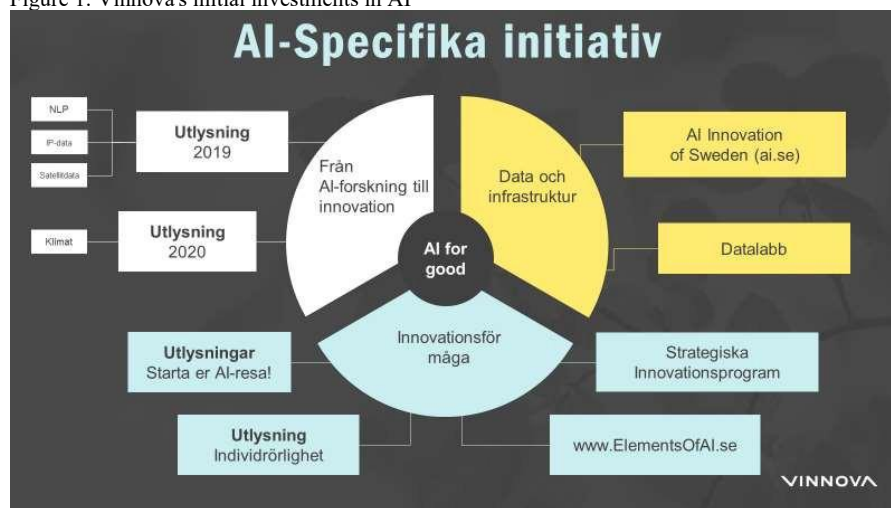 Figure 1: Vinnova's initial investments in AI
AI-Specifika initiativ
NLP
IP-data
Satellitdata
Utlysning
2019
Klimat
Utlysning
2020
Från
AI-forskning till
innovation
Data och
infrastruktur
AI Innovation
of Sweden (ai.se)
Datalabb
AI for
good
Innovationsför
måga
Utlysningar
Starta er AI-resa!
Utlysning
Individrörlighet
Strategiska
Innovationsprogram
www.ElementsOfAI.se
VINNOVA